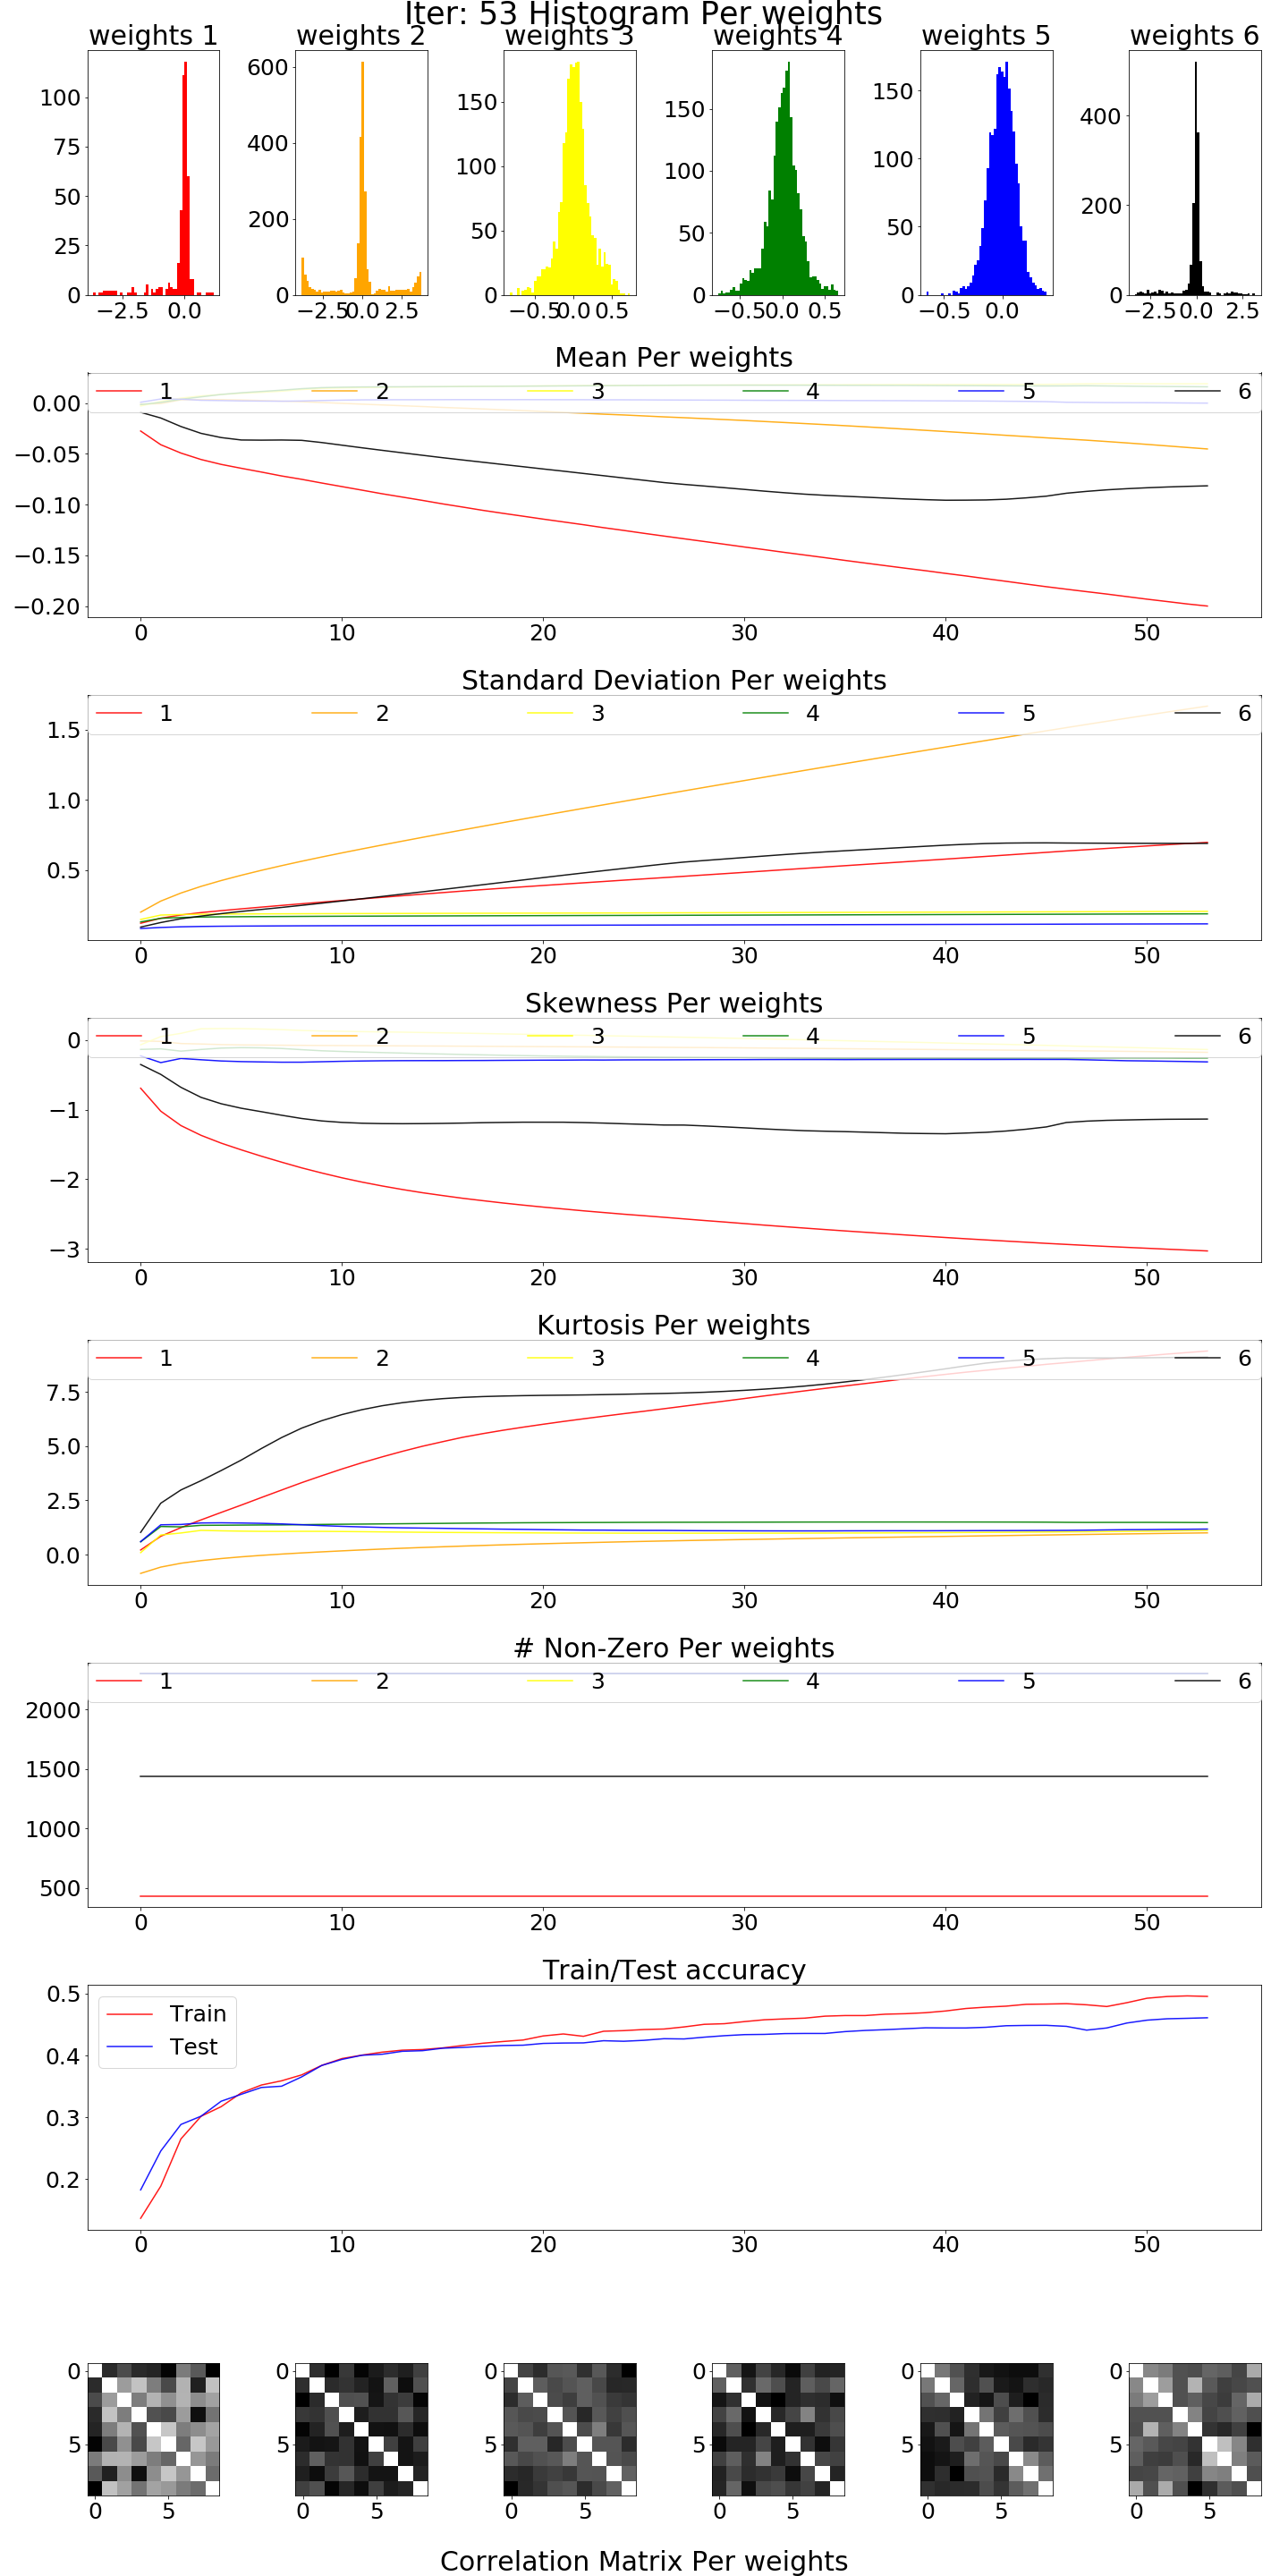 Iter: 53 Histogram Per weights
weights 1 weights 2 weights 3 weights 4 weights 5 weights 6
100
75
50
25
0
−2.5 0.0
600
400
200
0
−2.5 0.0 2.5
150
100
50
0
−0.5 0.0 0.5
150
100
50
0
−0.5 0.0 0.5
150
100
50
0
−0.5 0.0
400
200
0
−2.5 0.0 2.5
Mean Per weights
1 2 3 4 5 6
0.00
−0.05
−0.10
−0.15
−0.20
0 10 20 30 40 50
Standard Deviation Per weights
1 2 3 4 5 6
1.5
1.0
0.5
0 10 20 30 40 50
Skewness Per weights
1 2 3 4 5 6
0
−1
−2
−3
0 10 20 30 40 50
Kurtosis Per weights
1 2 3 4 5 6
7.5
5.0
2.5
0.0
0 10 20 30 40 50
# Non-Zero Per weights
1 2 3 4 5 6
2000
1500
1000
500
0 10 20 30 40 50
Train/Test accuracy
Train
Test
0.5
0.4
0.3
0.2
0 10 20 30 40 50
0 0 0 0 0 0
5 5 5 5 5 5
0 5 0 5 0 5 0 5 0 5 0 5
Correlation Matrix Per weights